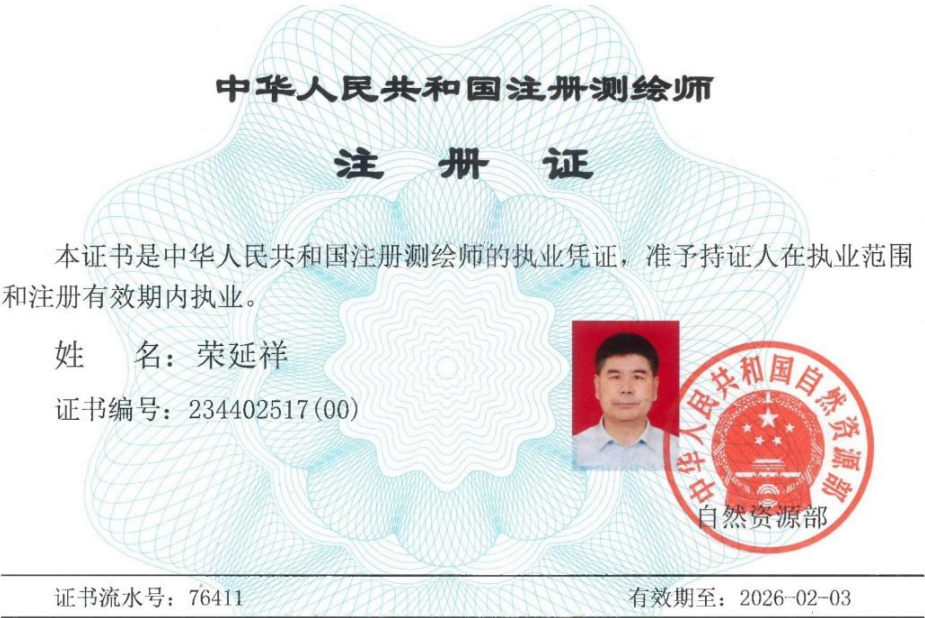 中华人民共和国注册测绘师
注 册 证
本证书是中华人民共和国注册测绘师的执业凭证，准予持证人在执业范围
和注册有效期内执业。
姓 名：荣延祥
证书编号：234402517(00)
中华人民共和国自然资源部
自然资源部
证书流水号：76411
有效期至：2026-02-03